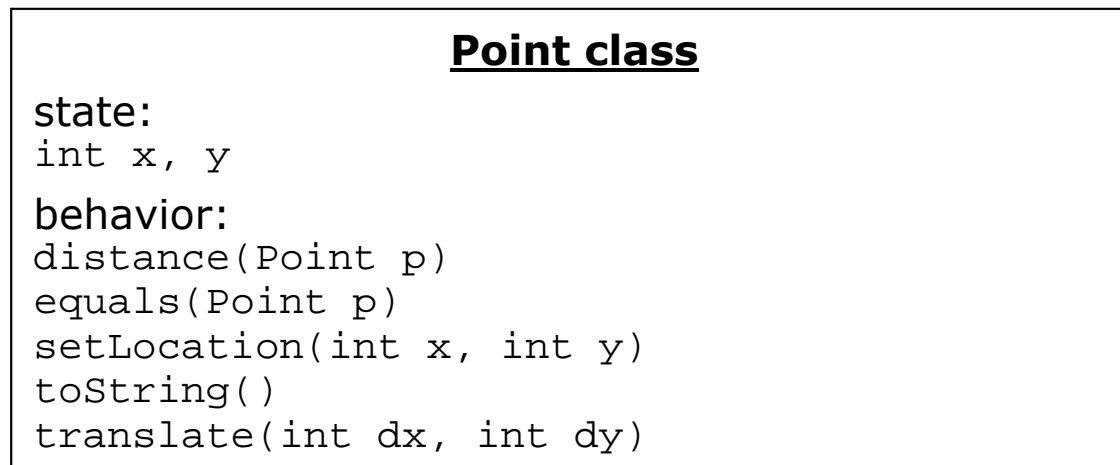 Point class
state:
int x, y
behavior:
distance(Point p)
equals(Point p)
setLocation(int x, int y)
toString()
translate(int dx, int dy)